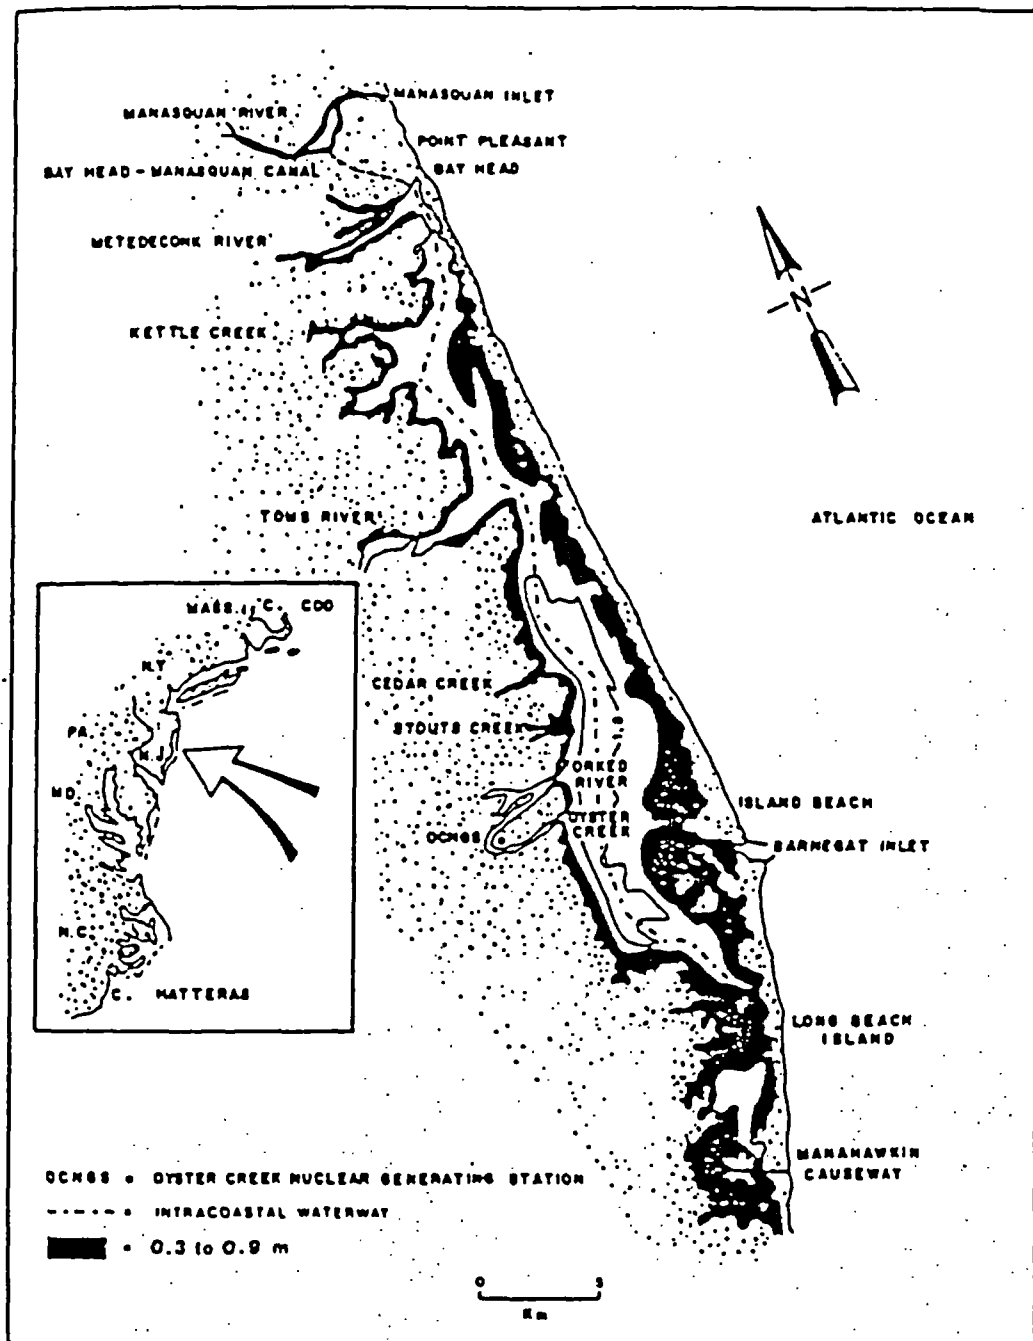 MANASQUAN INLET
MANASQUAN RIVER
POINT PLEASANT
BAY HEAD - MANASQUAN CANAL
BAY HEAD
METEDECONK RIVER
N
KETTLE CREEK
TOMS RIVER
ATLANTIC OCEAN
MASS.
C. COD
N.Y.
PA.
N.J.
MD.
N.C.
C. HATTERAS
CEDAR CREEK
STOUTS CREEK
ORKED
RIVER
OYSTER
CREEK
OCNGS
1.8
ISLAND BEACH
BARNEGAT INLET
LONG BEACH
ISLAND
MANAHAWKIN
CAUSEWAY
OCNGS = OYSTER CREEK NUCLEAR GENERATING STATION
= INTRACOASTAL WATERWAY
= 0.3 to 0.9 m
0 5
Km